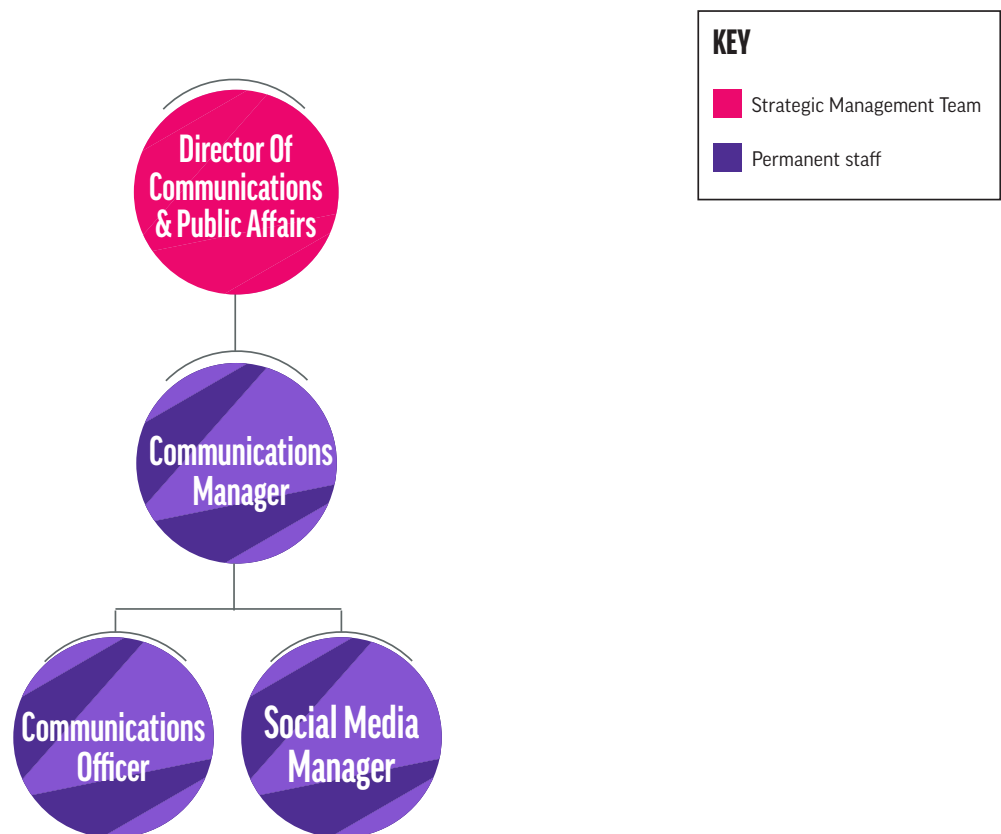 KEY
Strategic Management Team
Permanent staff
Director Of
Communications
& Public Affairs
Communications
Manager
Communications
Officer
Social Media
Manager